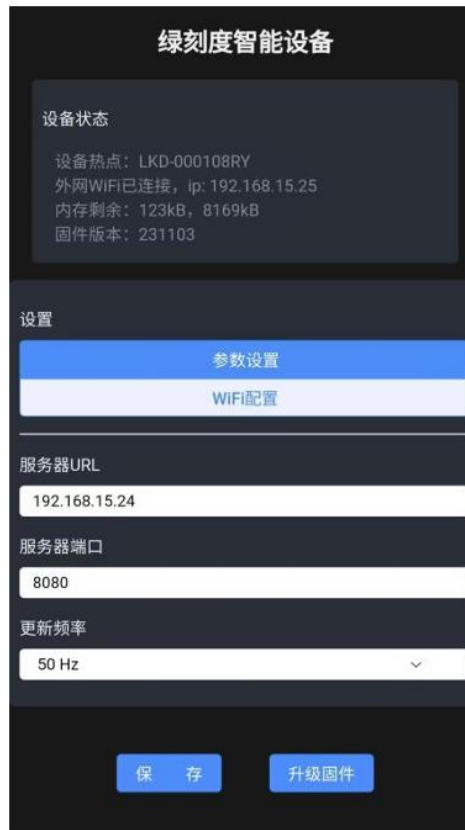 绿刻度智能设备
设备状态
设备热点：LKD-000108RY
外网WiFi已连接，ip: 192.168.15.25
内存剩余：123kB，8169kB
固件版本：231103
设置
参数设置
WiFi配置
服务器URL
192.168.15.24
服务器端口
8080
更新频率
50 Hz
保 存
升级固件